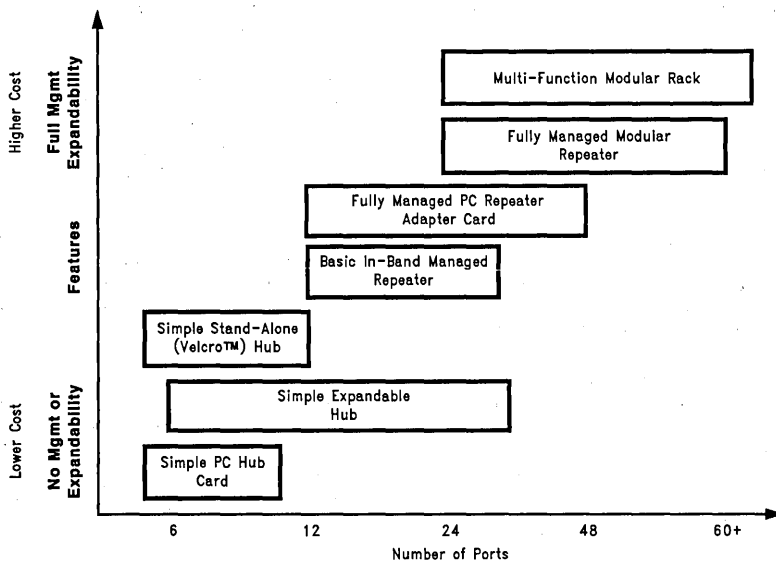 Higher Cost
Full Mgmt
Expandability
Features
Lower Cost
No Mgmt or
Expandability
Multi-Function Modular Rack
Fully Managed Modular
Repeater
Fully Managed PC Repeater
Adapter Card
Basic In-Band Managed
Repeater
Simple Stand-Alone
(Velcro™) Hub
Simple Expandable
Hub
Simple PC Hub
Card
6 12 24 48 60+
Number of Ports